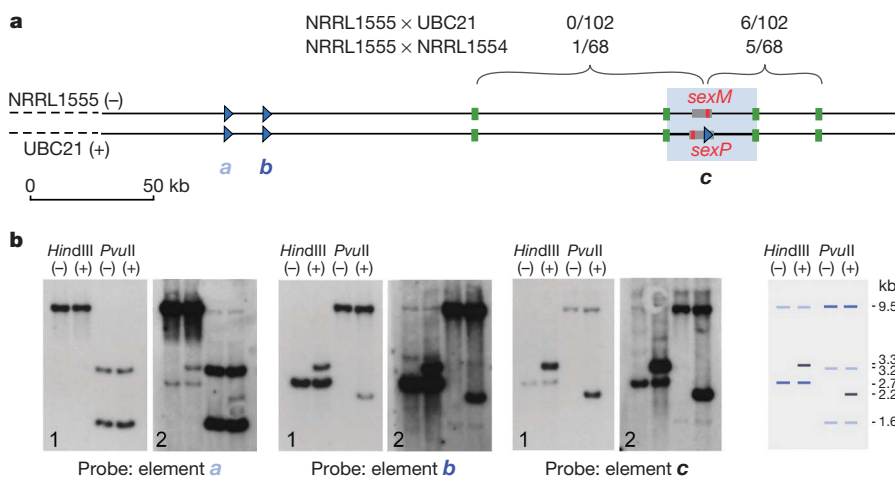 a
NRRL1555 × UBC21 0/102 6/102
NRRL1555 × NRRL1554 1/68 5/68
NRRL1555 (–)
sexM
UBC21 (+)
sexP
a b c
0 50 kb
b
HindIII PvuII HindIII PvuII HindIII PvuII HindIII PvuII
(–) (+) (–) (+) (–) (+) (–) (+) (–) (+) (–) (+) (–) (+) (–) (+)
kb
- 9.5
- 3.3
- 3.2
- 2.7
- 2.2
- 1.6
1 2 1 2 1 2
Probe: element a Probe: element b Probe: element c